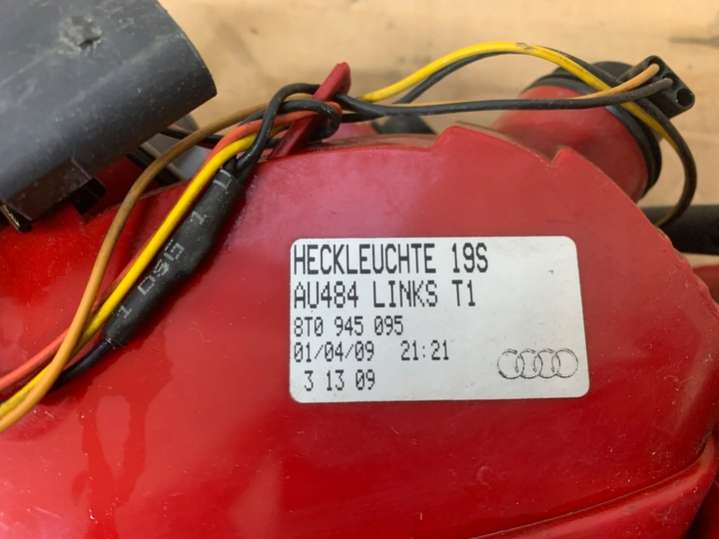 HECKLEUCHTE 19S
AU484 LINKS T1
8T0 945 095
01/04/09 21:21
3 13 09